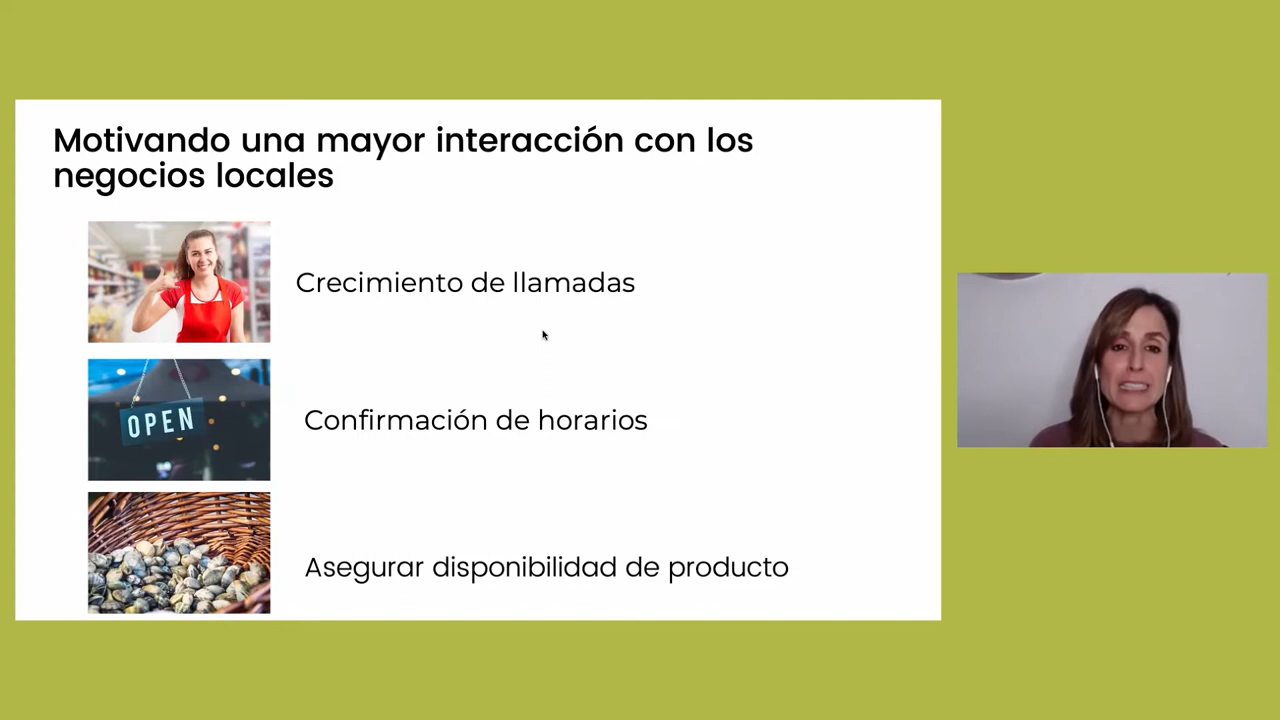 Motivando una mayor interacción con los
negocios locales
Crecimiento de llamadas
OPEN
Confirmación de horarios
Asegurar disponibilidad de producto